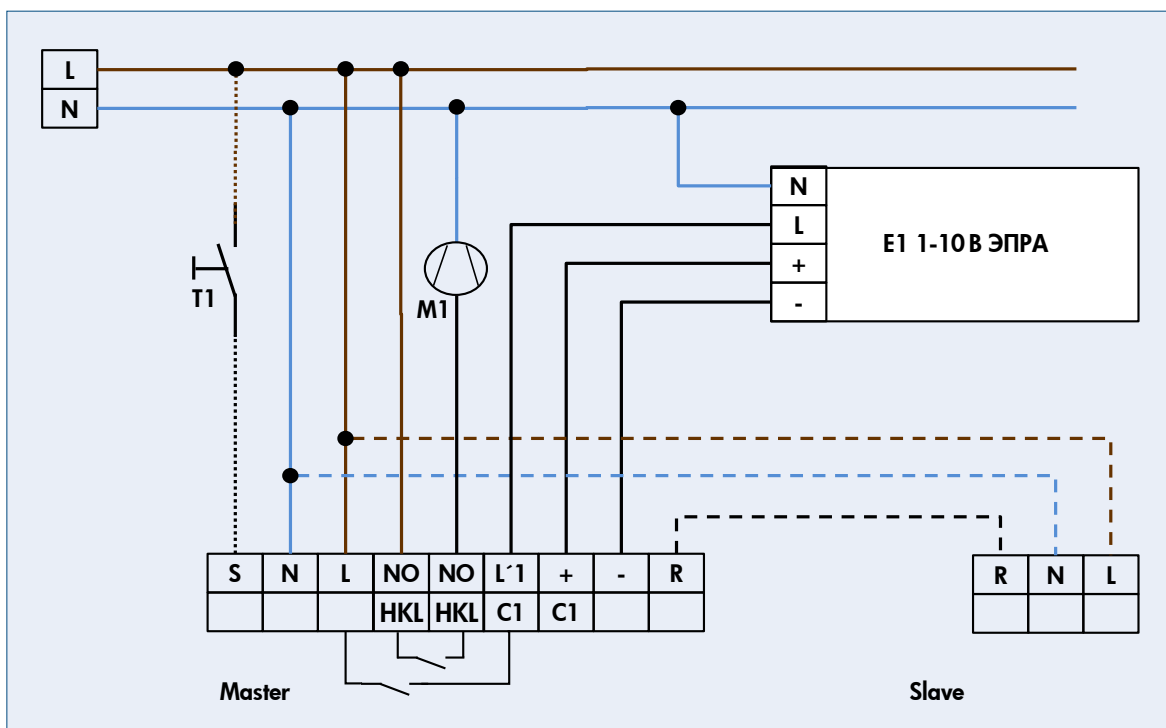 L
N
N
L
E1 1-10 В ЭПРА
+
-
T1
M1
S N L NO NO L´1 + - R
HKL HKL C1 C1
R N L
Master
Slave